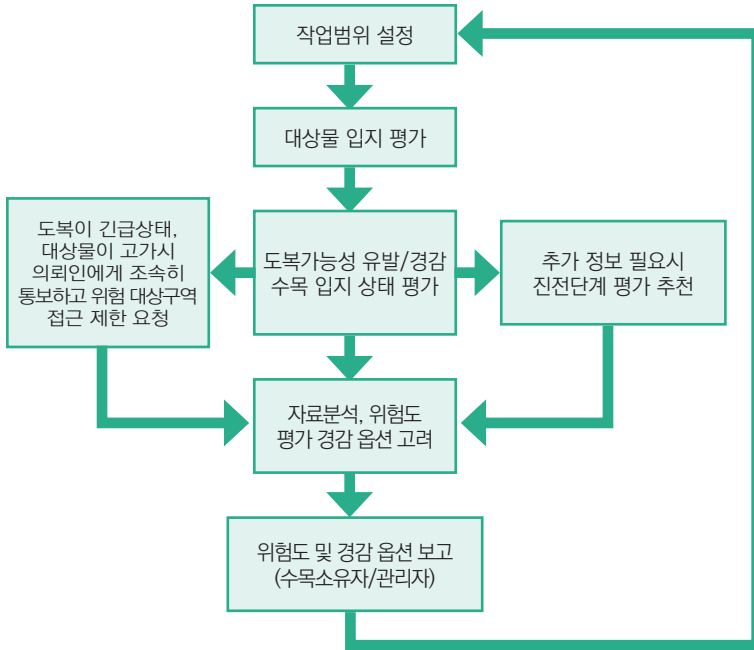 작업범위 설정
대상물 입지 평가
도복이 긴급상태,
대상물이 고가시
의뢰인에게 조속히
통보하고 위험 대상구역
접근 제한 요청
도복가능성 유발/경감
수목 입지 상태 평가
추가 정보 필요시
진전단계 평가 추천
자료분석, 위험도
평가 경감 옵션 고려
위험도 및 경감 옵션 보고
(수목소유자/관리자)